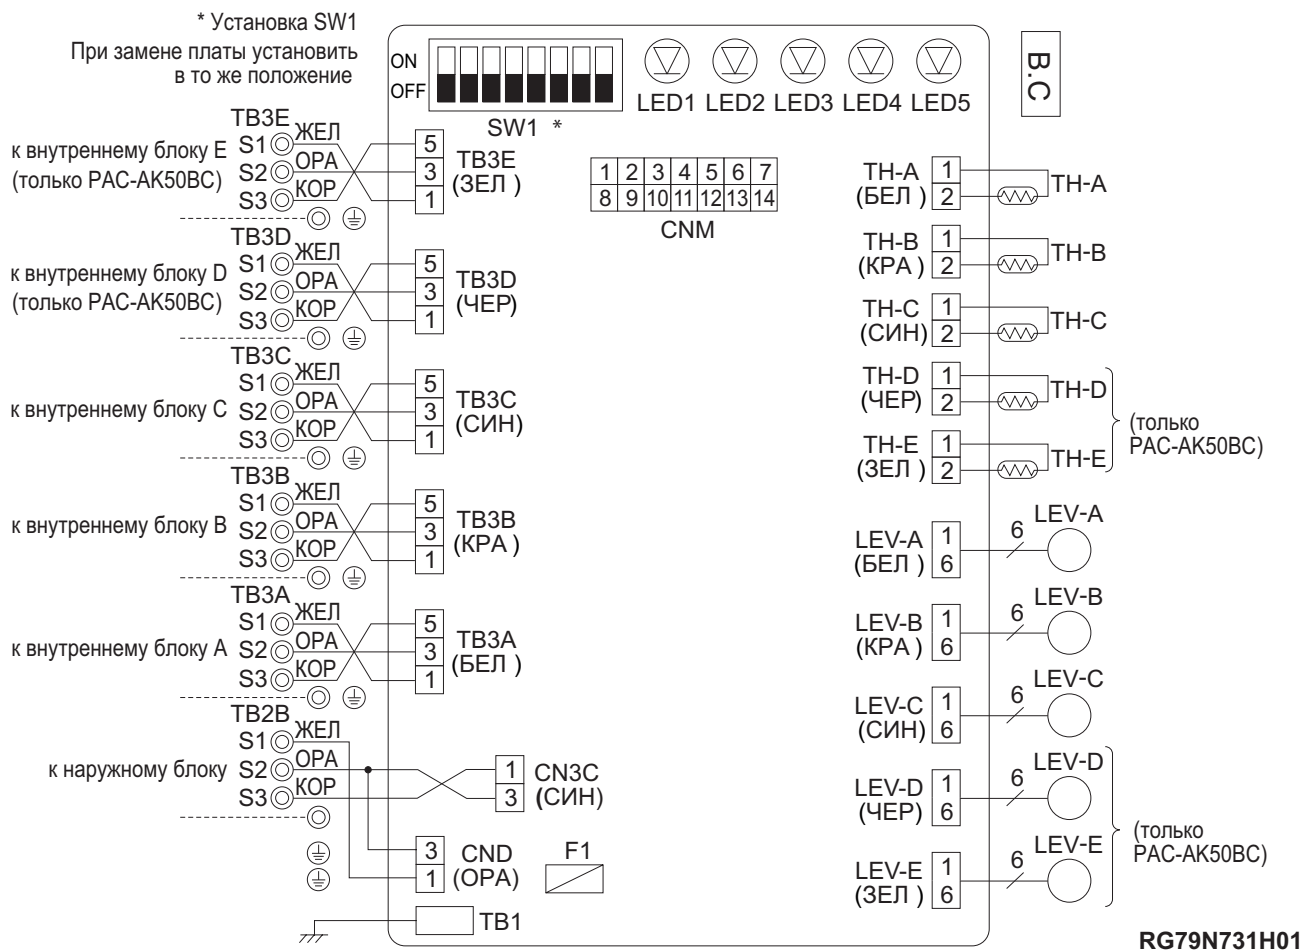 * Установка SW1
При замене платы установить
в то же положение
ON
OFF
SW1 *
LED1 LED2 LED3 LED4 LED5
B.C
1 2 3 4 5 6 7
8 9 10 11 12 13 14
CNM
к внутреннему блоку E
(только PAC-AK50BC)
TB3E
S1 ЖЕЛ
S2 ОРА
S3 КОР
5
3
1
TB3E
(ЗЕЛ )
к внутреннему блоку D
(только PAC-AK50BC)
TB3D
S1 ЖЕЛ
S2 ОРА
S3 КОР
5
3
1
TB3D
(ЧЕР)
к внутреннему блоку C
TB3C
S1 ЖЕЛ
S2 ОРА
S3 КОР
5
3
1
TB3C
(СИН)
к внутреннему блоку B
TB3B
S1 ЖЕЛ
S2 ОРА
S3 КОР
5
3
1
TB3B
(КРА )
к внутреннему блоку A
TB3A
S1 ЖЕЛ
S2 ОРА
S3 КОР
5
3
1
TB3A
(БЕЛ )
к наружному блоку
TB2B
S1 ЖЕЛ
S2 ОРА
S3 КОР
1
3
CN3C
(СИН)
3
1
CND
(ОРА)
F1
TB1
TH-A
(БЕЛ )
1
2
TH-A
TH-B
(КРА )
1
2
TH-B
TH-C
(СИН)
1
2
TH-C
TH-D
(ЧЕР)
1
2
TH-D
TH-E
(ЗЕЛ )
1
2
TH-E
(только
PAC-AK50BC)
LEV-A
(БЕЛ )
1
6
6
LEV-A
LEV-B
(КРА )
1
6
6
LEV-B
LEV-C
(СИН)
1
6
6
LEV-C
LEV-D
(ЧЕР)
1
6
6
LEV-D
LEV-E
(ЗЕЛ )
1
6
6
LEV-E
(только
PAC-AK50BC)
RG79N731H01